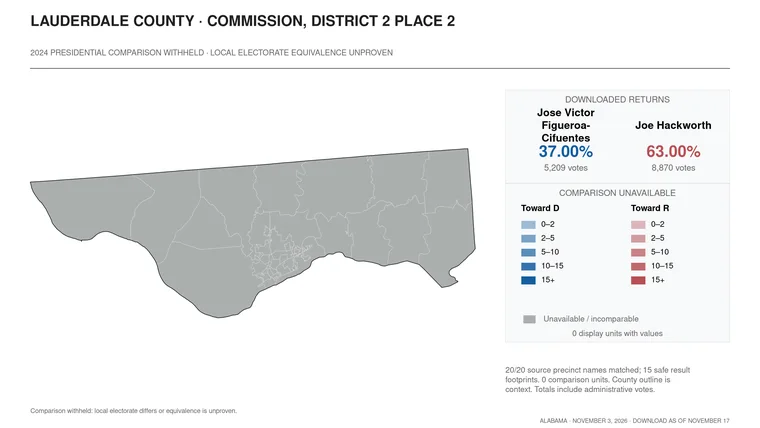 LAUDERDALE COUNTY · COMMISSION, DISTRICT 2 PLACE 2
2024 PRESIDENTIAL COMPARISON WITHHELD · LOCAL ELECTORATE EQUIVALENCE UNPROVEN
DOWNLOADED RETURNS
Jose Victor
Figueroa-
Cifuentes
37.00%
5,209 votes
Joe Hackworth
63.00%
8,870 votes
COMPARISON UNAVAILABLE
Toward D
0–2
2–5
5–10
10–15
15+
Toward R
0–2
2–5
5–10
10–15
15+
Unavailable / incomparable
0 display units with values
20/20 source precinct names matched; 15 safe result
footprints. 0 comparison units. County outline is
context. Totals include administrative votes.
Comparison withheld: local electorate differs or equivalence is unproven.
ALABAMA · NOVEMBER 3, 2026 · DOWNLOAD AS OF NOVEMBER 17